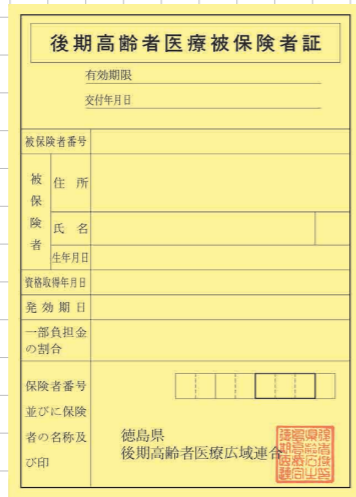 後期高齢者医療被保険者証
有効期限
交付年月日
被保険者番号
被保険者
住所
氏名
生年月日
資格取得年月日
発効期日
一部負担金
の割合
保険者番号
並びに保険
者の名称及
び印
徳島県
後期高齢者医療広域連合